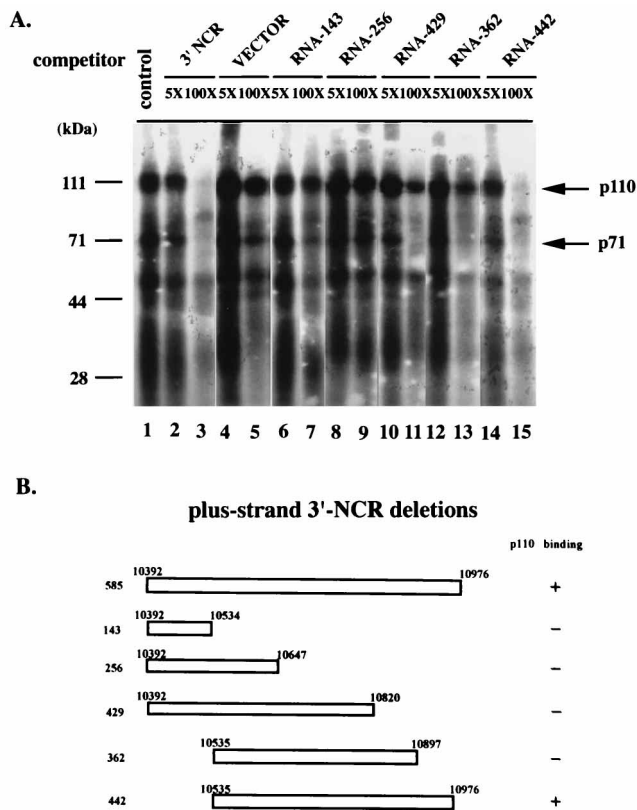 A.
competitor control 3' NCR VECTOR RNA-143 RNA-256 RNA-429 RNA-362 RNA-442
5X 100X 5X 100X 5X 100X 5X 100X 5X 100X 5X 100X 5X 100X
(kDa)
111 p110
71 p71
44
28
1 2 3 4 5 6 7 8 9 10 11 12 13 14 15
B.
plus-strand 3'-NCR deletions
p110 binding
10392 10976
585 +
10392 10534
143 −
10392 10647
256 −
10392 10820
429 −
10535 10897
362 −
10535 10976
442 +